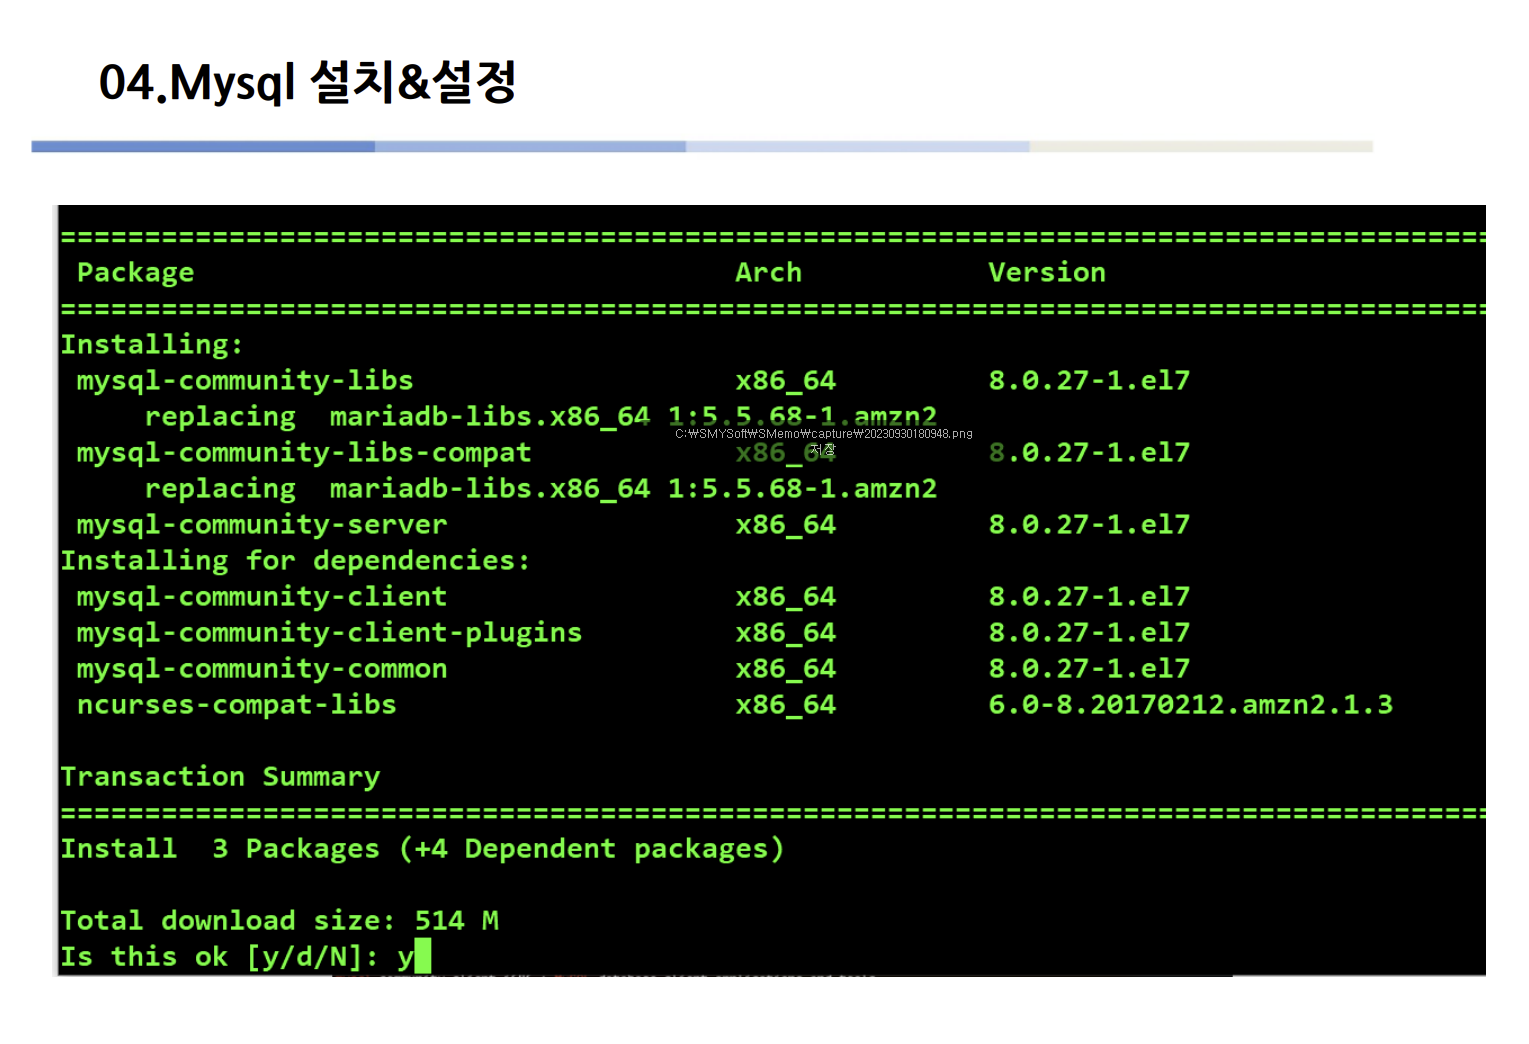 04.Mysql 설치&설정
================================================================================
Package Arch Version
================================================================================
Installing:
mysql-community-libs x86_64 8.0.27-1.el7
replacing mariadb-libs.x86_64 1:5.5.68-1.amzn2
C:￦SMYSoft￦SMemo￦capture￦20230930180948.png
저장
mysql-community-libs-compat x86_64 8.0.27-1.el7
replacing mariadb-libs.x86_64 1:5.5.68-1.amzn2
mysql-community-server x86_64 8.0.27-1.el7
Installing for dependencies:
mysql-community-client x86_64 8.0.27-1.el7
mysql-community-client-plugins x86_64 8.0.27-1.el7
mysql-community-common x86_64 8.0.27-1.el7
ncurses-compat-libs x86_64 6.0-8.20170212.amzn2.1.3
Transaction Summary
================================================================================
Install 3 Packages (+4 Dependent packages)
Total download size: 514 M
Is this ok [y/d/N]: y